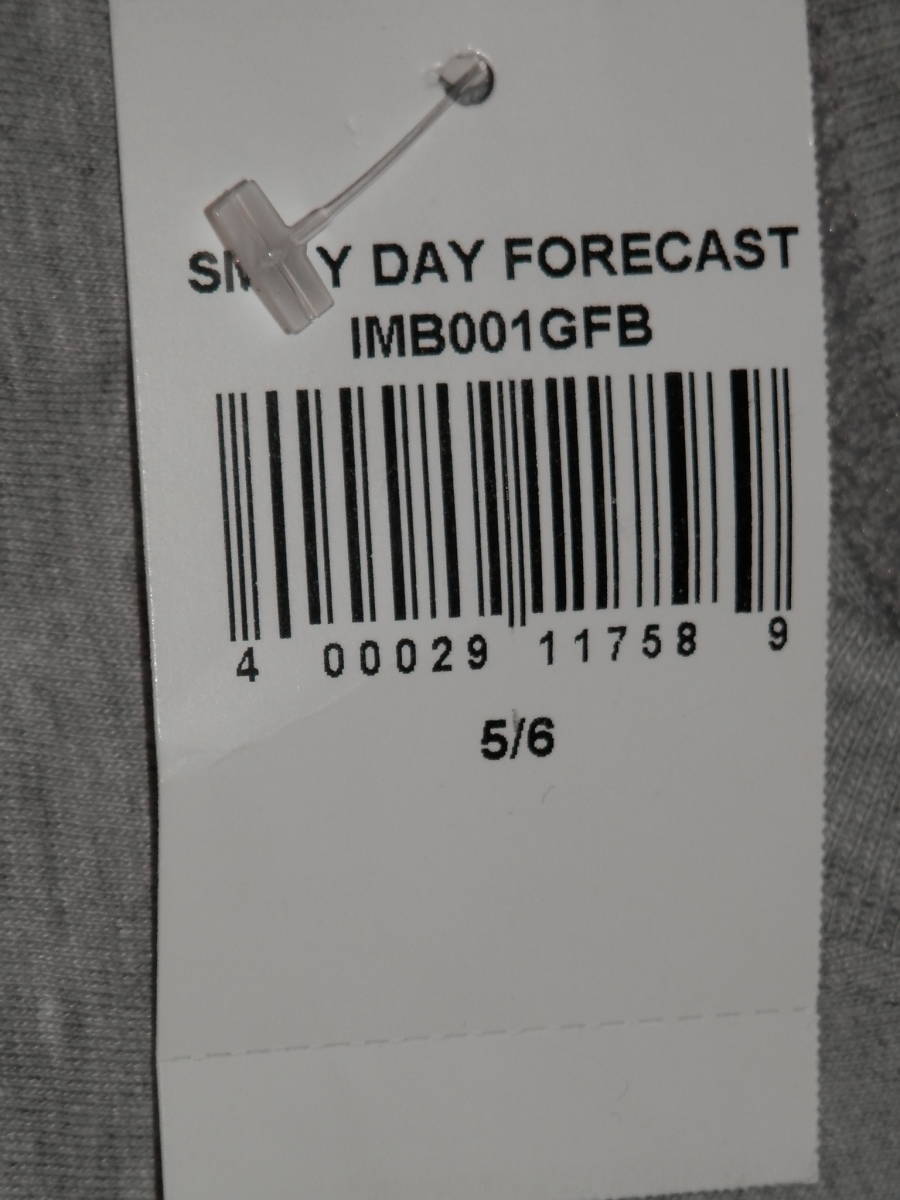 DAY FORECAST
IMB001GFB
4 00029 11758 9
5/6